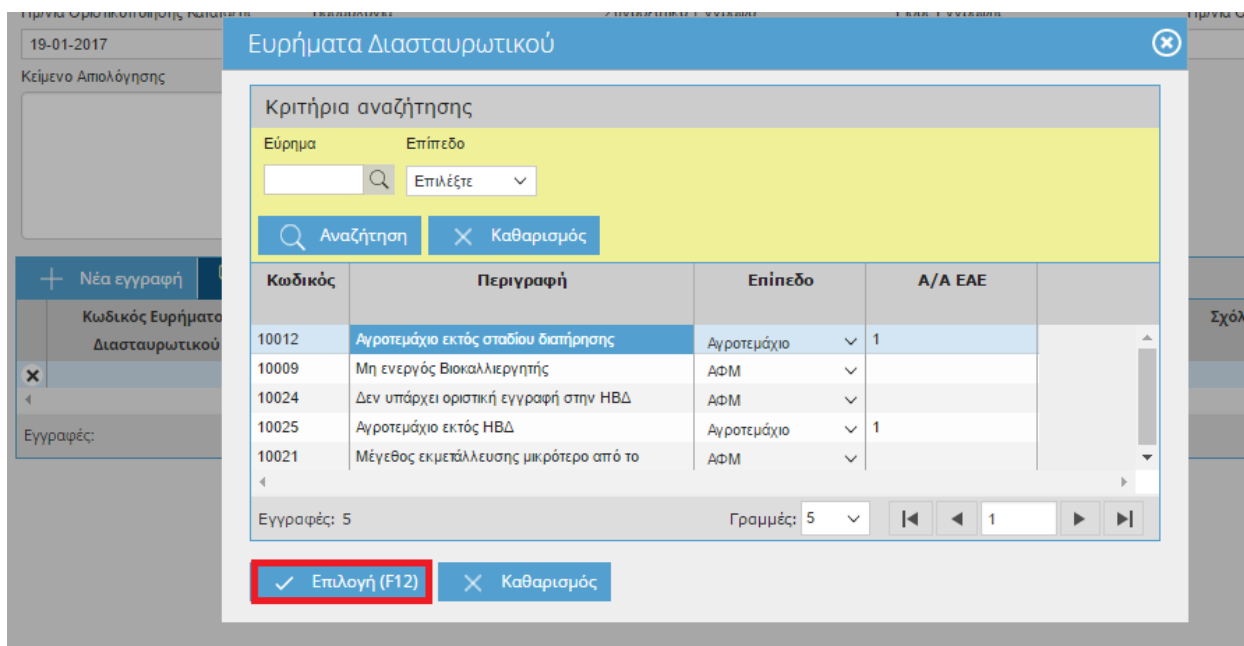 Ευρήματα Διασταυρωτικού
19-01-2017
Κείμενο Αιτιολόγησης
Κριτήρια αναζήτησης
Εύρημα Επίπεδο
Επιλέξτε
Αναζήτηση Καθαρισμός
Νέα εγγραφή
Κωδικός Περιγραφή Επίπεδο Α/Α ΕΑΕ
Κωδικός Ευρήματο
Διασταυρωτικού
Σχόλ
10012 Αγροτεμάχιο εκτός σταδίου διατήρησης Αγροτεμάχιο 1
10009 Μη ενεργός Βιοκαλλιεργητής ΑΦΜ
10024 Δεν υπάρχει οριστική εγγραφή στην ΗΒΔ ΑΦΜ
10025 Αγροτεμάχιο εκτός ΗΒΔ Αγροτεμάχιο 1
10021 Μέγεθος εκμετάλλευσης μικρότερο από το ΑΦΜ
Εγγραφές:
Εγγραφές: 5 Γραμμές: 5 1
Επιλογή (F12) Καθαρισμός